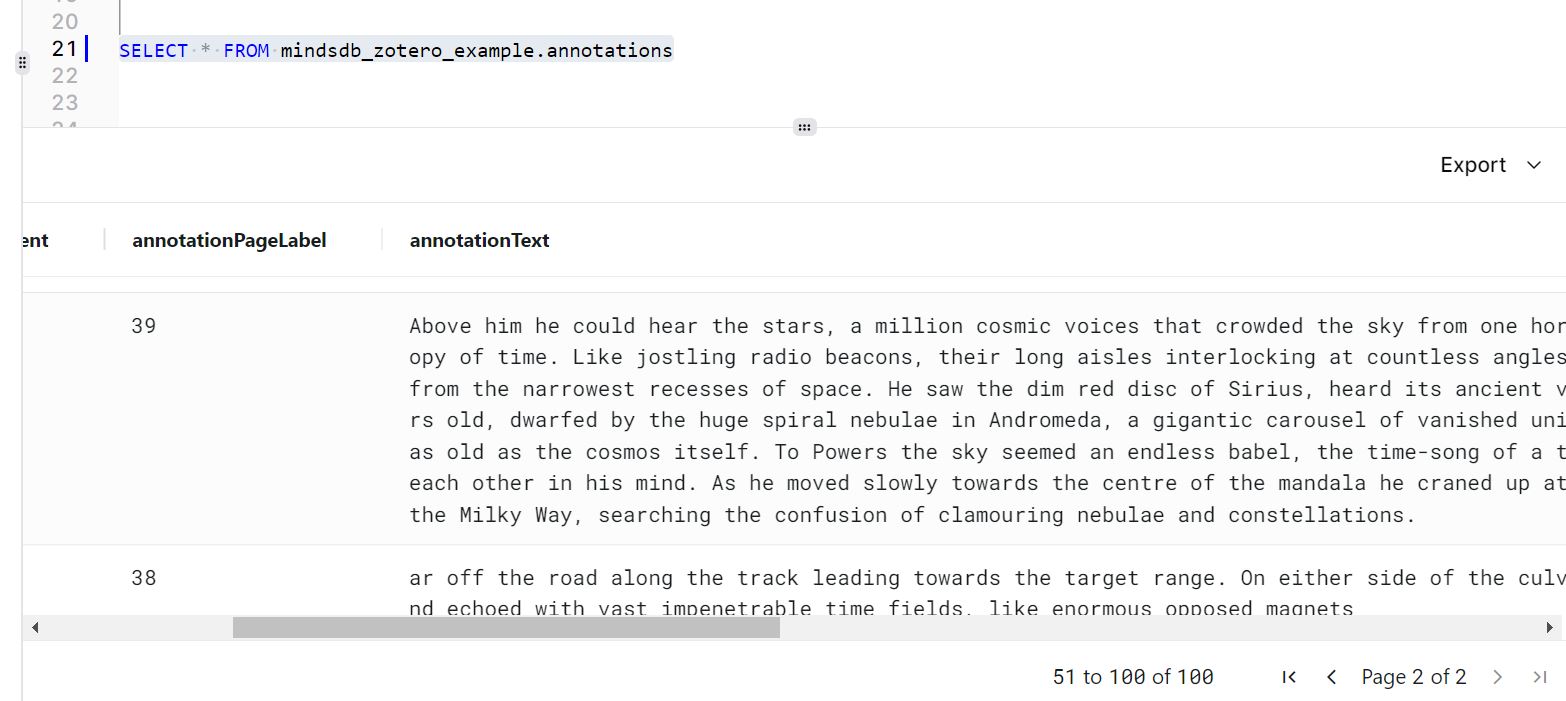 20
21 SELECT * FROM mindsdb_zotero_example.annotations
22
23
Export
ent annotationPageLabel annotationText
39 Above him he could hear the stars, a million cosmic voices that crowded the sky from one hor
opy of time. Like jostling radio beacons, their long aisles interlocking at countless angles
from the narrowest recesses of space. He saw the dim red disc of Sirius, heard its ancient v
rs old, dwarfed by the huge spiral nebulae in Andromeda, a gigantic carousel of vanished uni
as old as the cosmos itself. To Powers the sky seemed an endless babel, the time-song of a t
each other in his mind. As he moved slowly towards the centre of the mandala he craned up at
the Milky Way, searching the confusion of clamouring nebulae and constellations.
38 ar off the road along the track leading towards the target range. On either side of the culv
nd echoed with vast impenetrable time fields, like enormous opposed magnets
51 to 100 of 100 Page 2 of 2